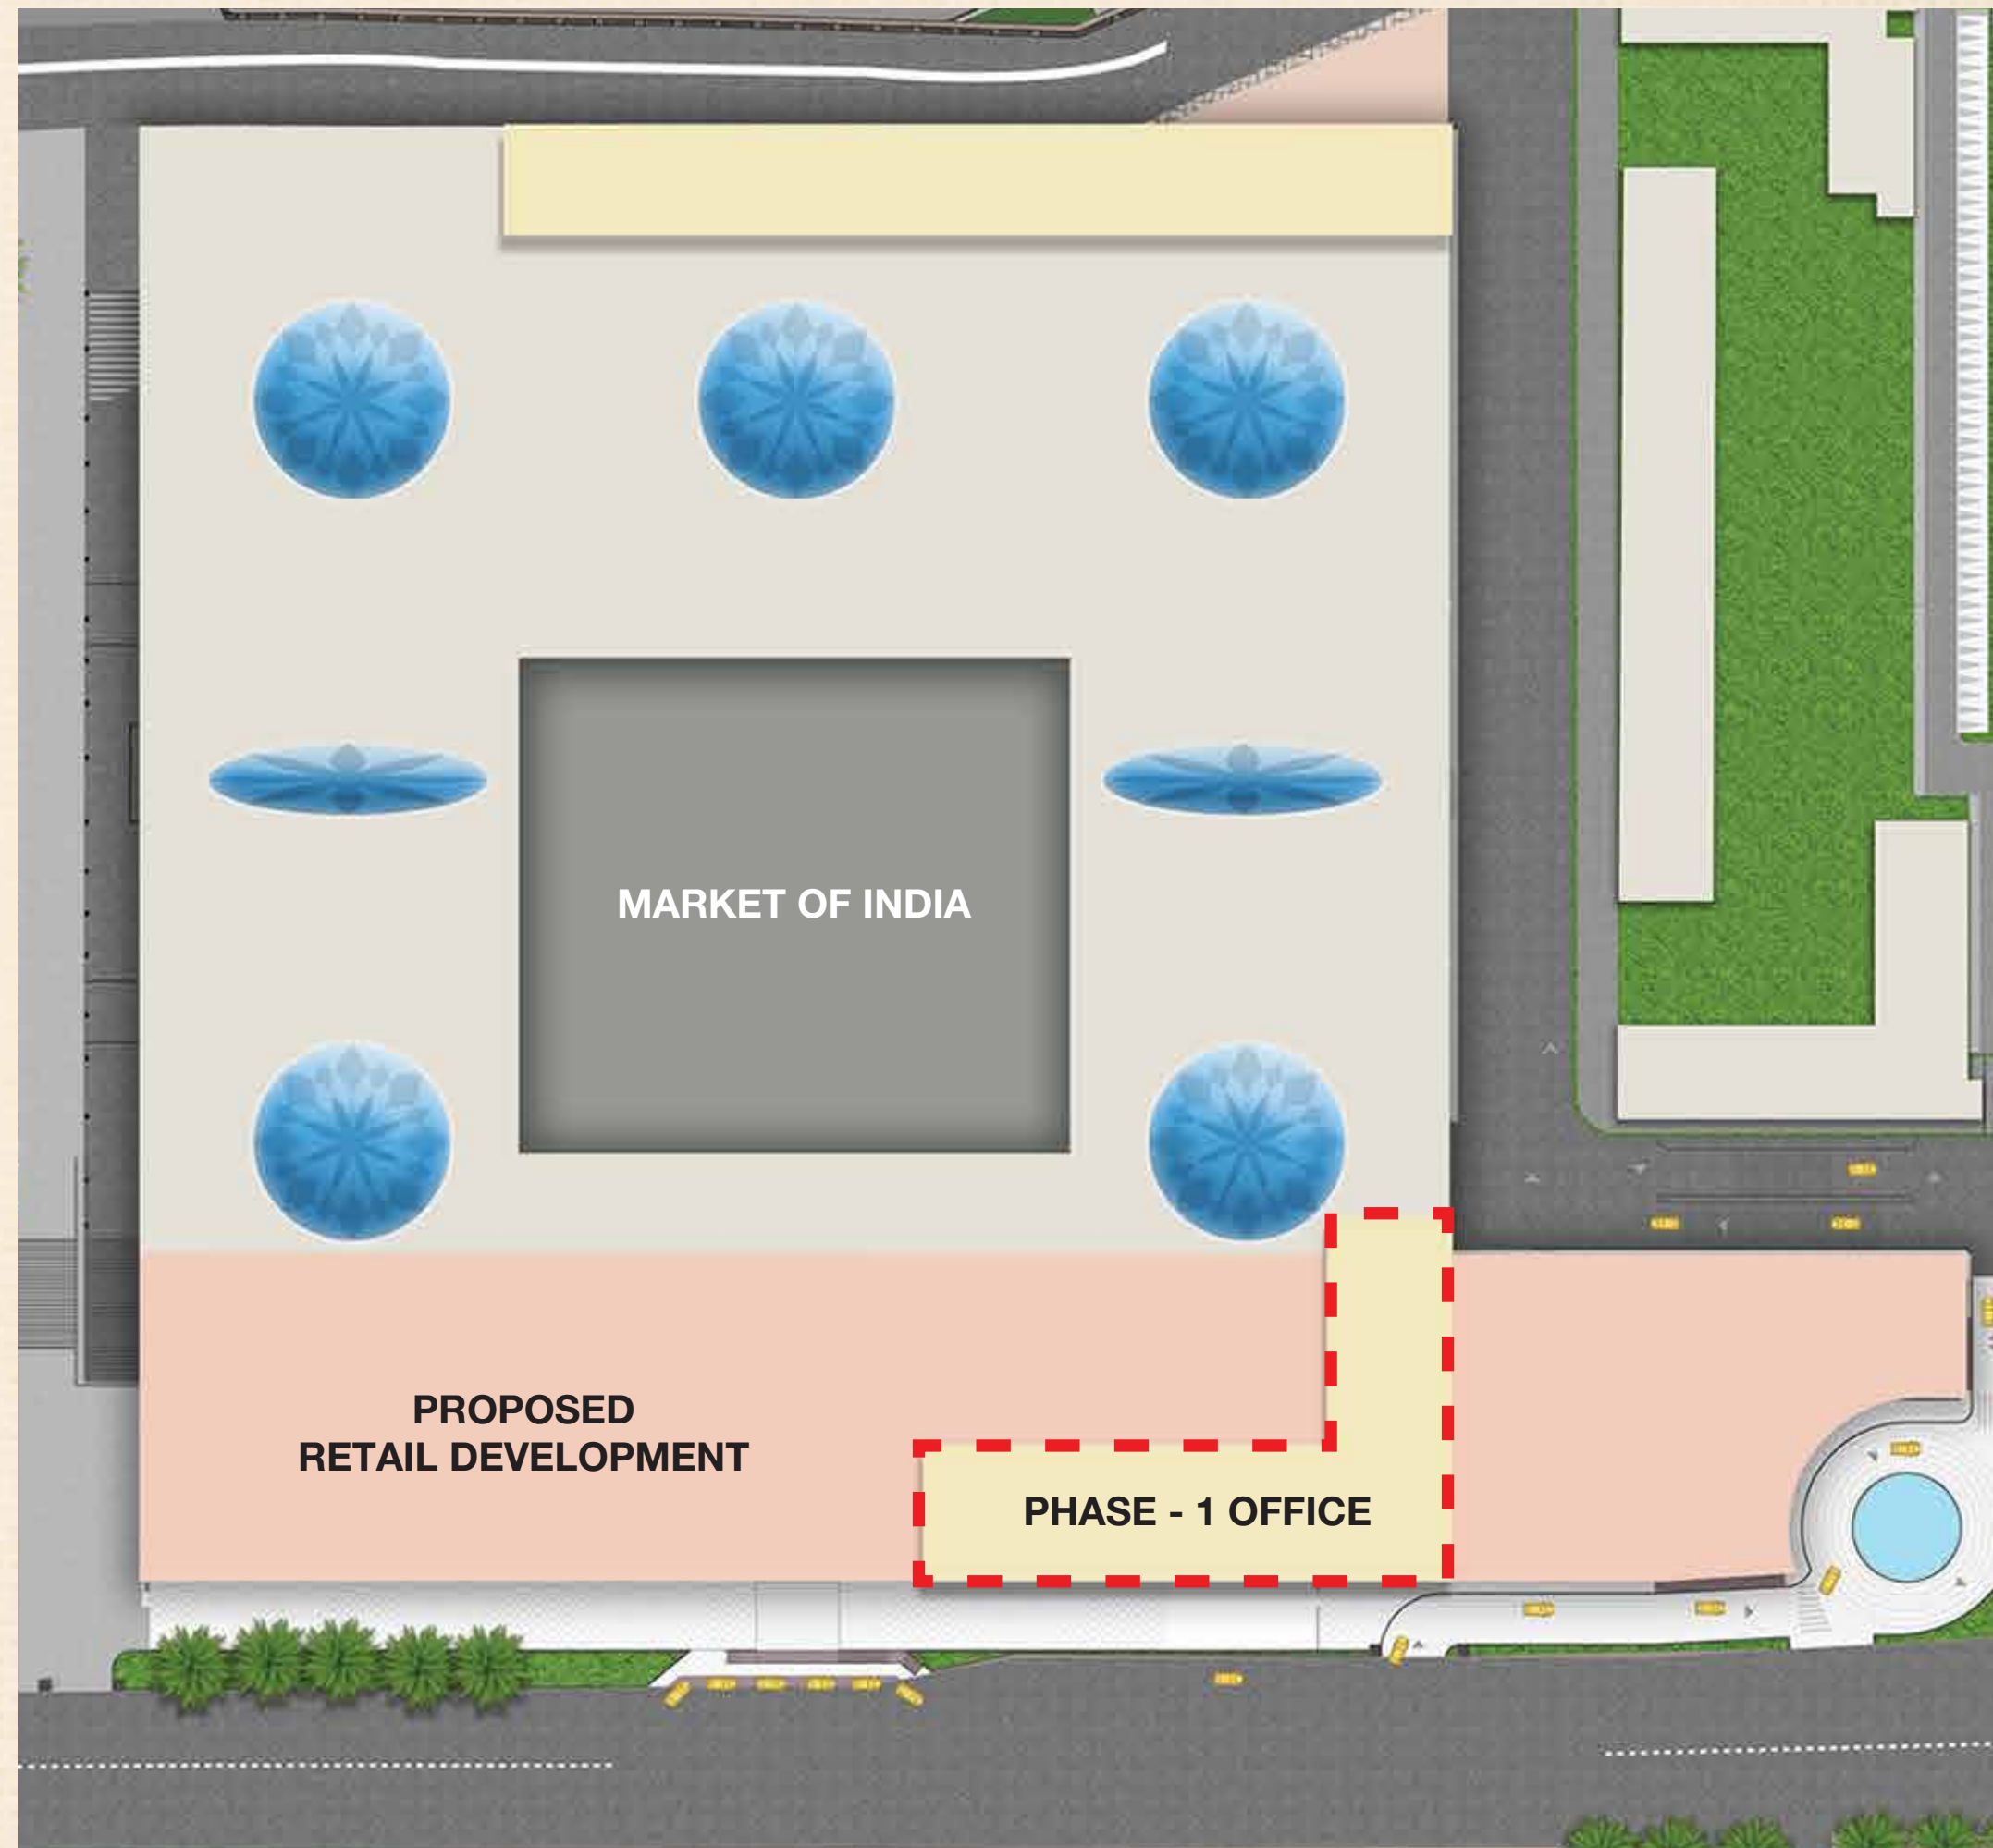 MARKET OF INDIA
PROPOSED
RETAIL DEVELOPMENT
PHASE - 1 OFFICE